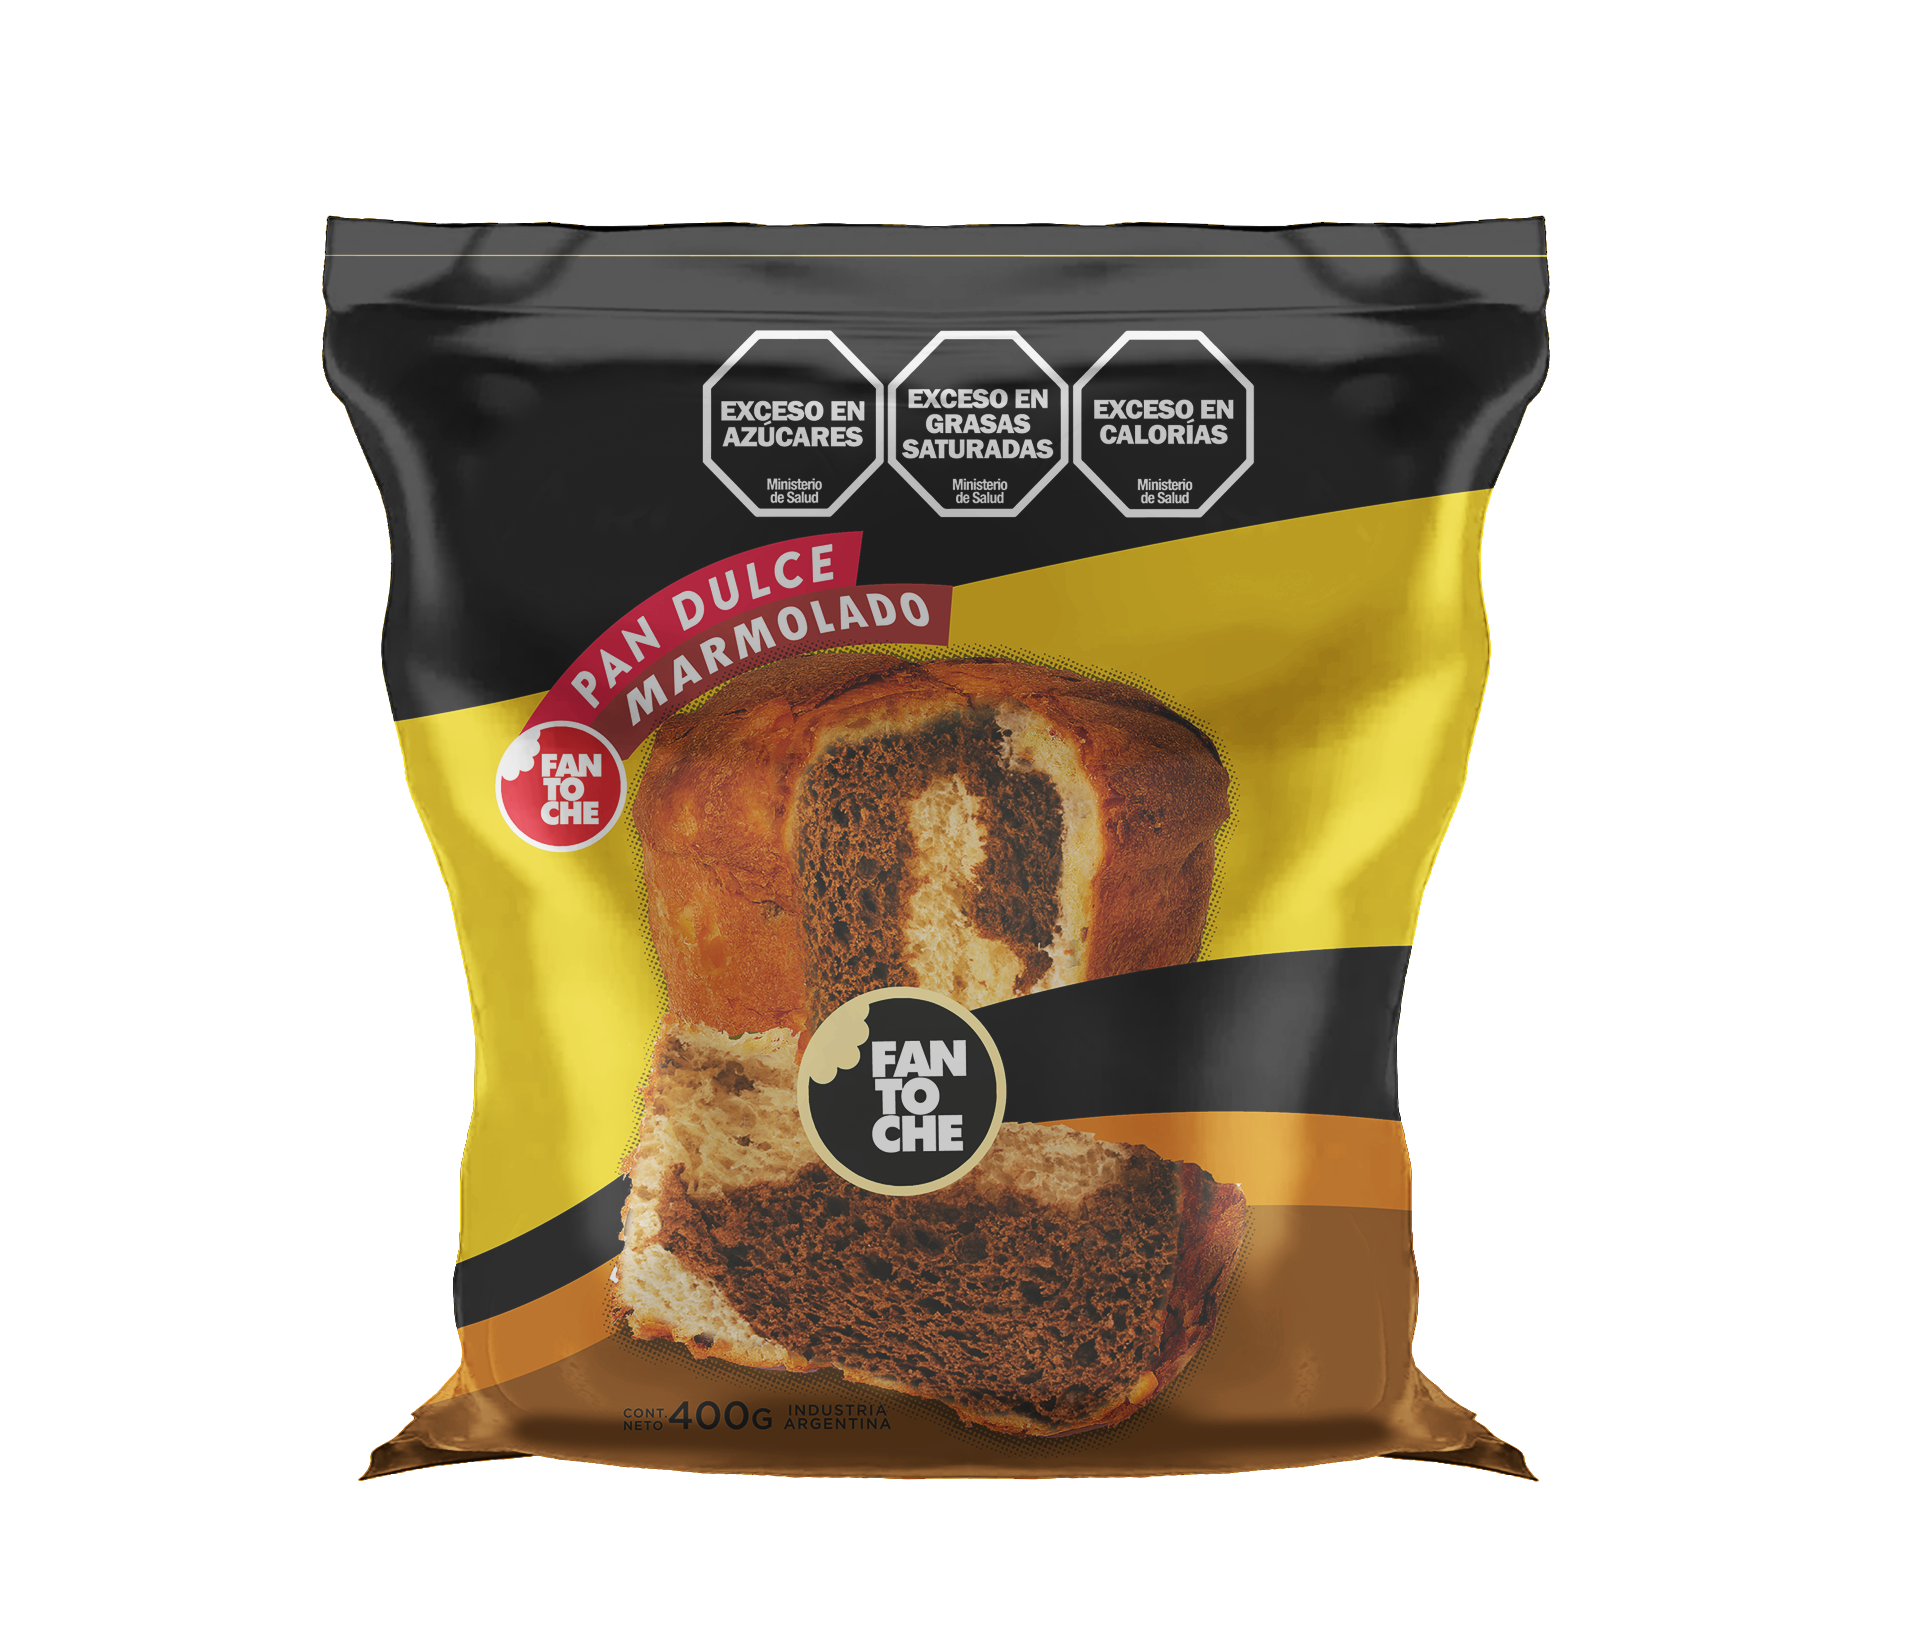 EXCESO EN
AZÚCARES
Ministerio
de Salud
EXCESO EN
GRASAS
SATURADAS
Ministerio
de Salud
EXCESO EN
CALORÍAS
Ministerio
de Salud
PAN DULCE
MARMOLADO
FAN
TO
CHE
FAN
TO
CHE
CONT.
NETO
400G
INDUSTRIA
ARGENTINA